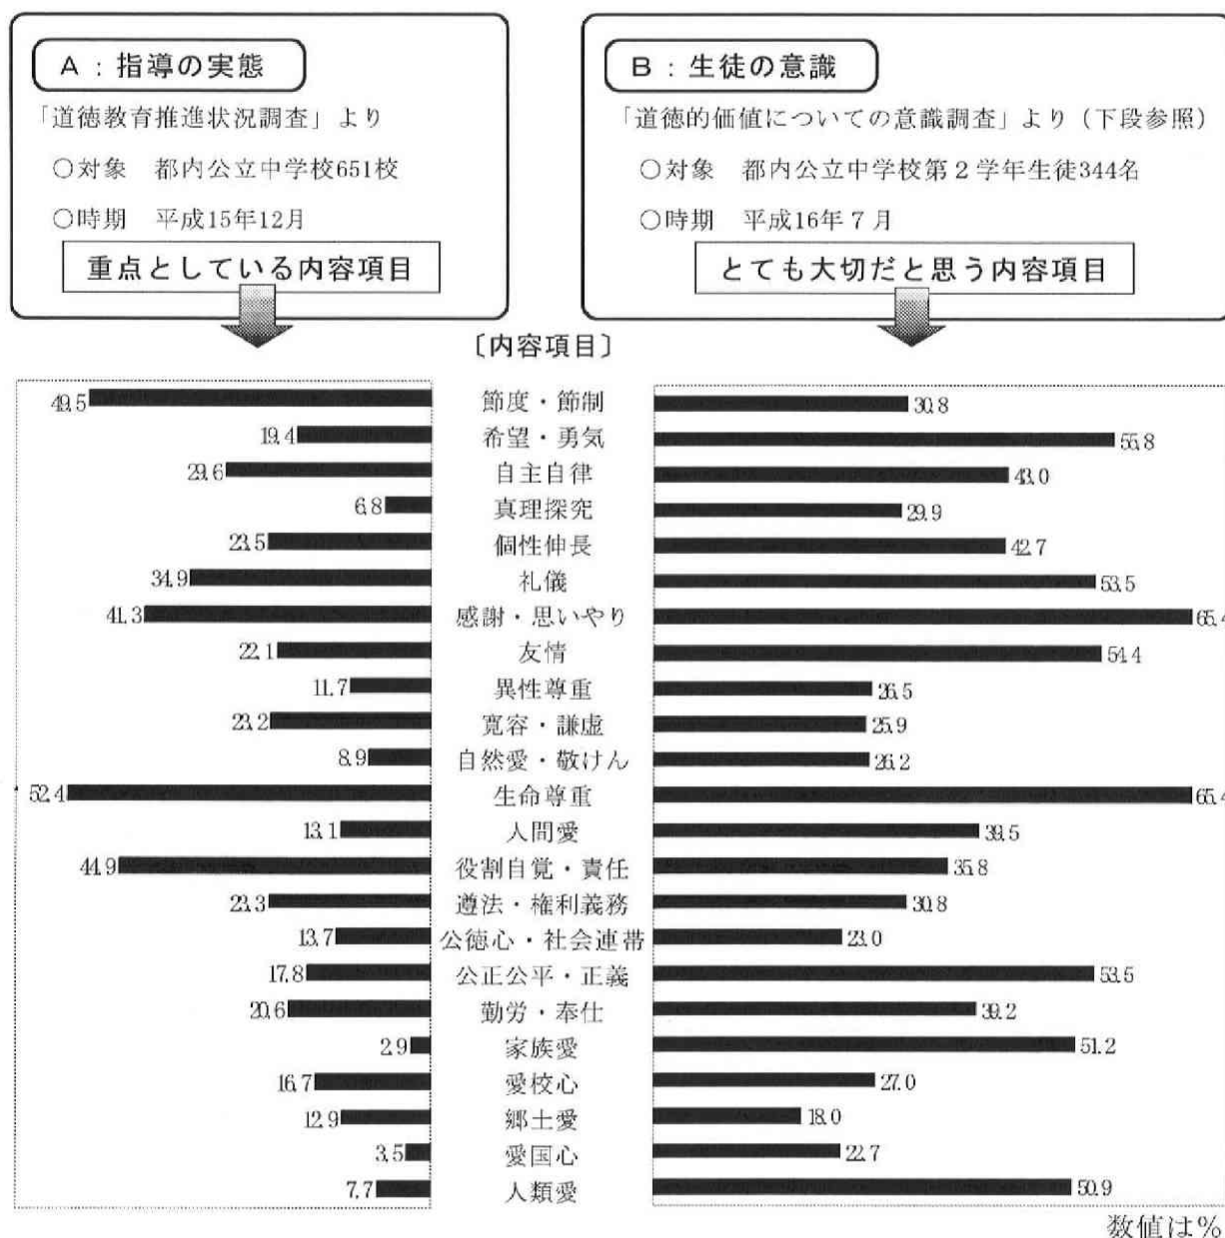 A：指導の実態
「道徳教育推進状況調査」より
○対象　都内公立中学校651校
○時期　平成15年12月
重点としている内容項目
B：生徒の意識
「道徳的価値についての意識調査」より（下段参照）
○対象　都内公立中学校第２学年生徒344名
○時期　平成16年７月
とても大切だと思う内容項目
〔内容項目〕
49.5 節度・節制 30.8
19.4 希望・勇気 55.8
29.6 自主自律 43.0
6.8 真理探究 29.9
23.5 個性伸長 42.7
34.9 礼儀 53.5
41.3 感謝・思いやり 65.4
22.1 友情 54.4
11.7 異性尊重 26.5
23.2 寛容・謙虚 25.9
8.9 自然愛・敬けん 26.2
52.4 生命尊重 65.4
13.1 人間愛 39.5
44.9 役割自覚・責任 35.8
23.3 遵法・権利義務 30.8
13.7 公徳心・社会連帯 23.0
17.8 公正公平・正義 53.5
20.6 勤労・奉仕 39.2
2.9 家族愛 51.2
16.7 愛校心 27.0
12.9 郷土愛 18.0
3.5 愛国心 22.7
7.7 人類愛 50.9
数値は％